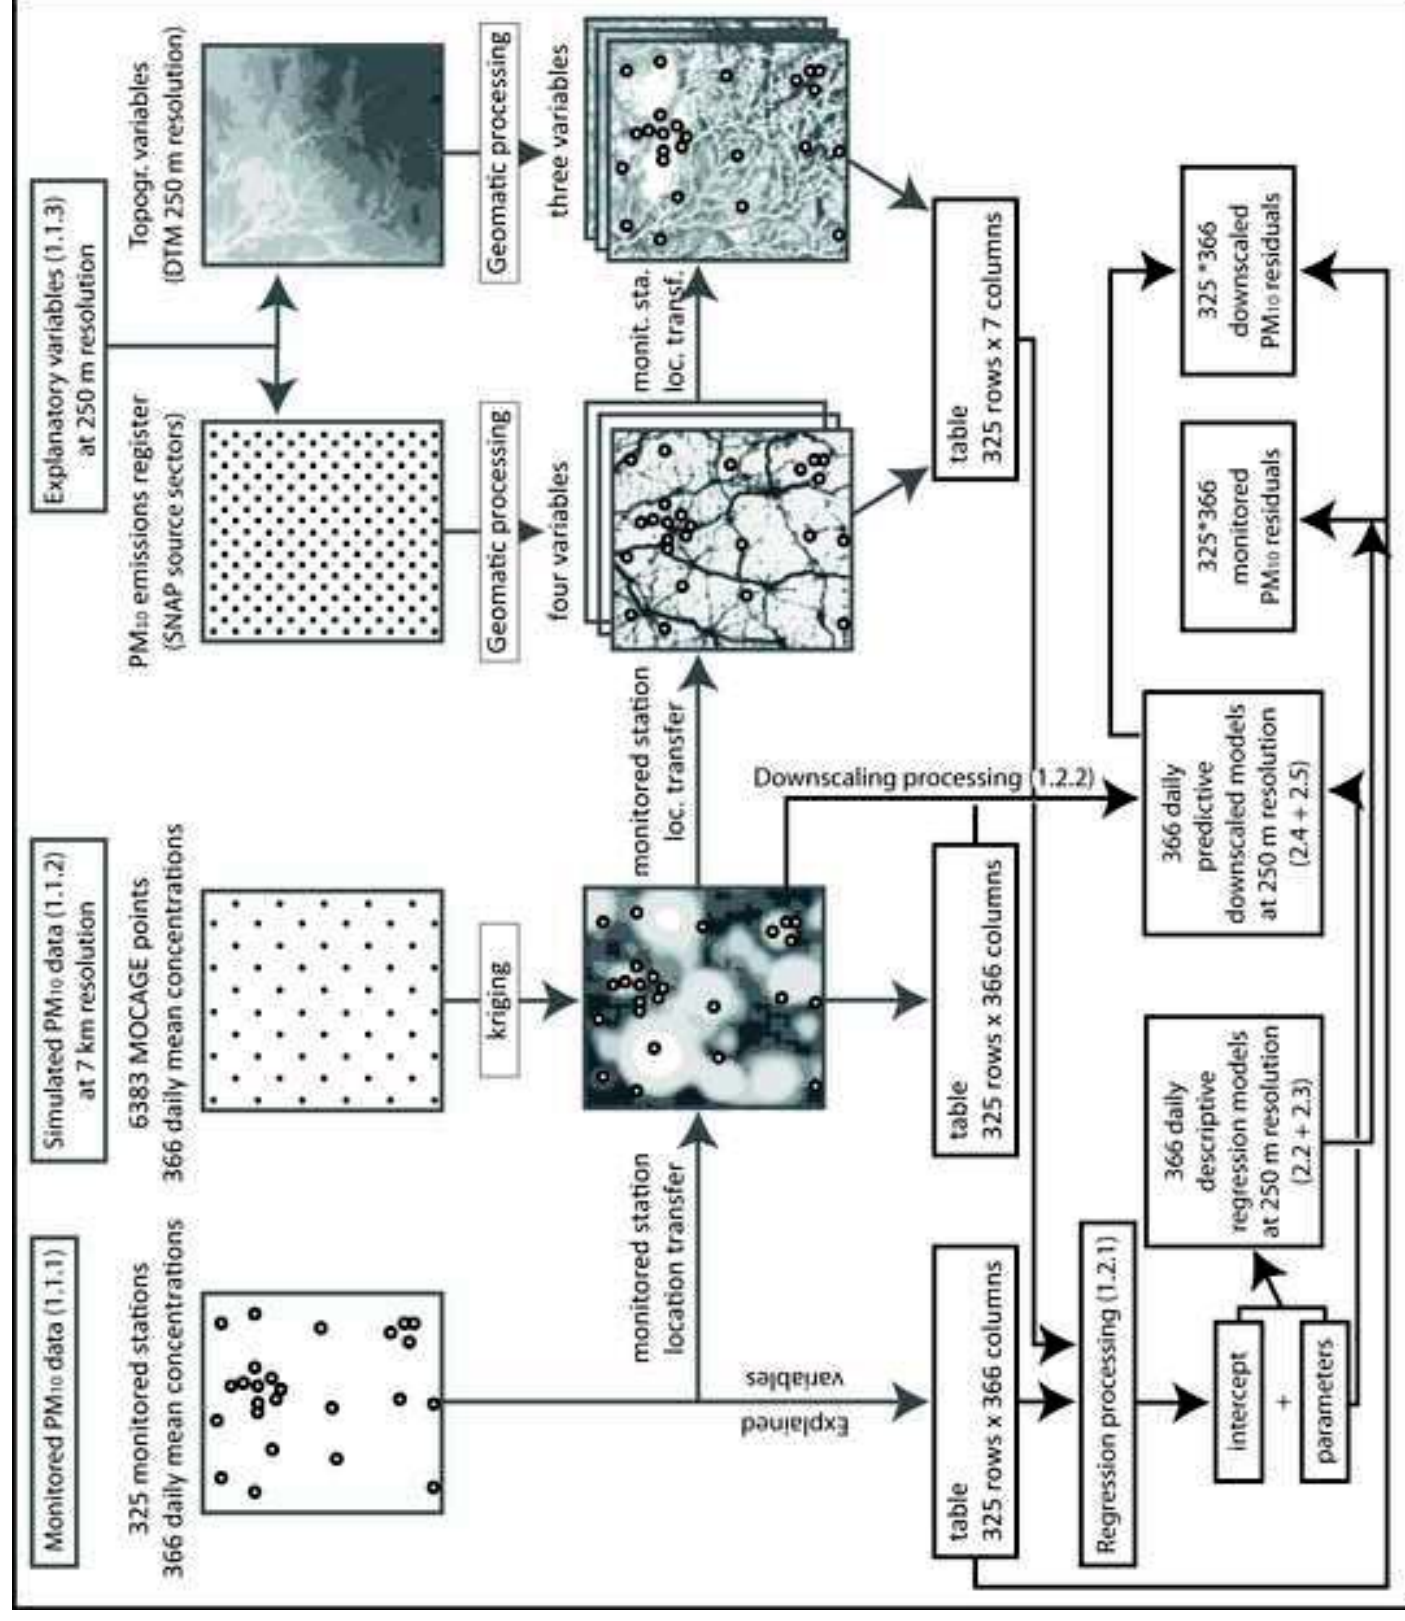 Monitored PM10 data (1.1.1)
325 monitored stations
366 daily mean concentrations
Simulated PM10 data (1.1.2)
at 7 km resolution
6383 MOCAGE points
366 daily mean concentrations
Explanatory variables (1.1.3)
at 250 m resolution
PM10 emissions register
(SNAP source sectors)
Topogr. variables
(DTM 250 m resolution)
kriging
Geomatic processing
Geomatic processing
four variables
three variables
monitored station
location transfer
monitored station
loc. transfer
monit. sta.
loc. transf.
Explained
variables
Downscaling processing (1.2.2)
table
325 rows x 366 columns
table
325 rows x 366 columns
table
325 rows x 7 columns
Regression processing (1.2.1)
intercept
+
parameters
366 daily
descriptive
regression models
at 250 m resolution
(2.2 + 2.3)
366 daily
predictive
downscaled models
at 250 m resolution
(2.4 + 2.5)
325*366
monitored
PM10 residuals
325 *366
downscaled
PM10 residuals